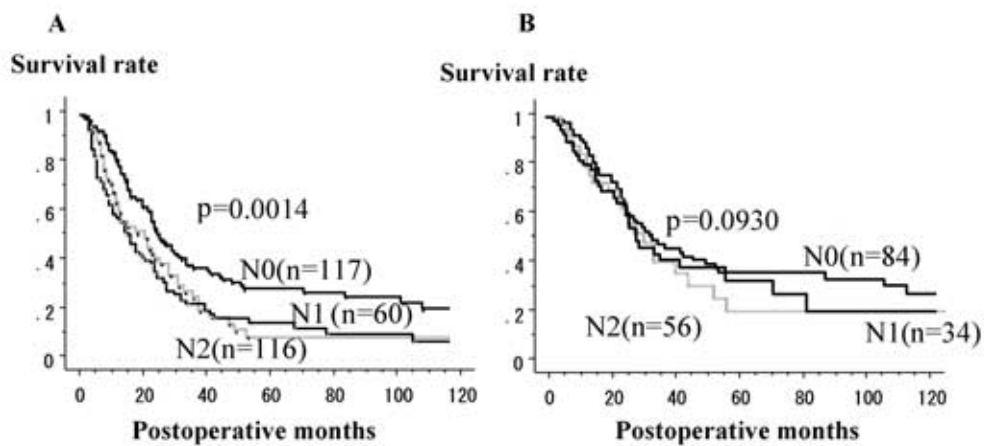 A
Survival rate
1
. 8
. 6
. 4
. 2
0
p=0.0014
N0(n=117)
N1 (n=60)
N2(n=116)
0 20 40 60 80 100 120
Postoperative months
B
Survival rate
1
. 8
. 6
. 4
. 2
0
p=0.0930
N0(n=84)
N2(n=56)
N1(n=34)
0 20 40 60 80 100 120
Postoperative months